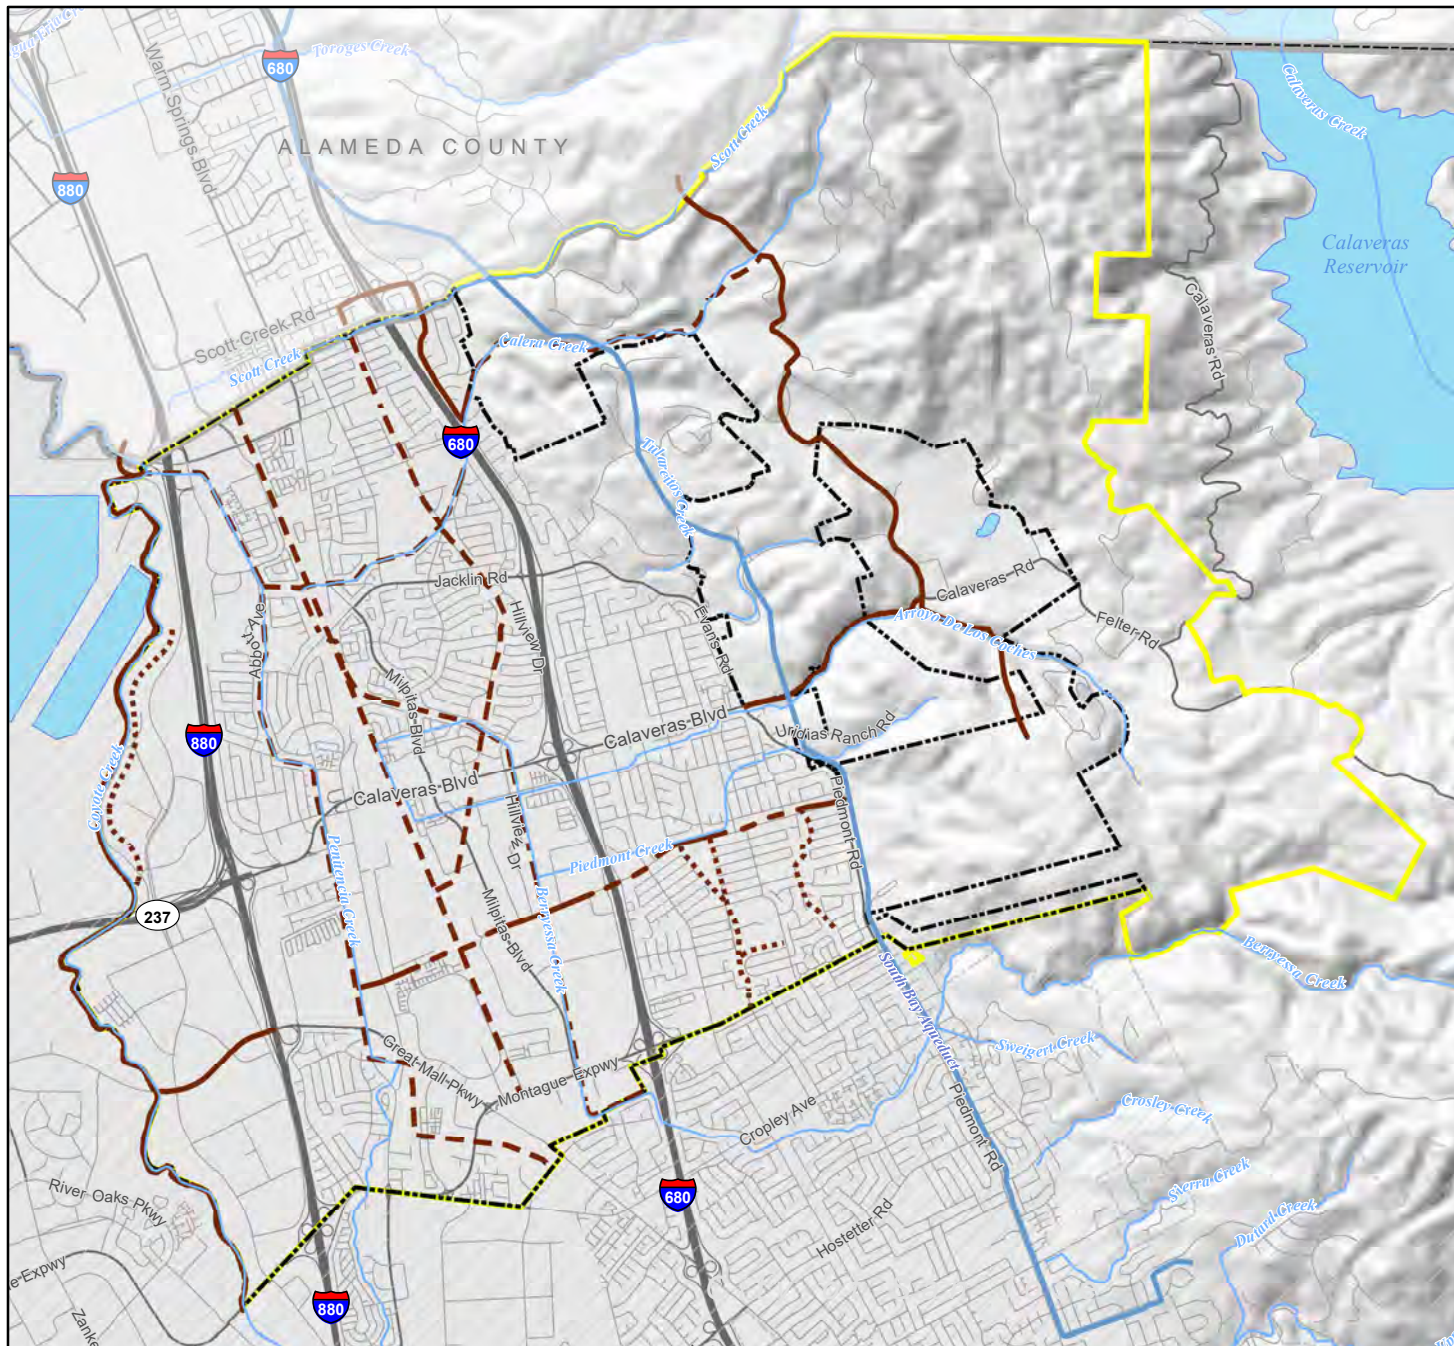 Toroges Creek
680
Warm Springs Blvd
Calaveras Creek
Scott Creek
ALAMEDA COUNTY
880
Calaveras
Reservoir
Calaveras Rd
Scott Creek Rd
Scott Creek
Calera Creek
680
Tularcitos Creek
Jacklin Rd
Calaveras Rd
Abbott Ave
Hillview Dr
Evans Rd
Arroyo De Los Coches
Felter Rd
Milpitas Blvd
Calaveras Blvd
Uridias Ranch Rd
880
Coyote Creek
Calaveras Blvd
Hillview Dr
Piedmont Rd
Penitencia Creek
Piedmont Creek
237
Milpitas Blvd
Berryessa Creek
South Bay Aqueduct
Berryessa Creek
Great Mall Pkwy
Montague Expwy
Sweigert Creek
Cropley Ave
Piedmont Rd
Crosley Creek
River Oaks Pkwy
680
Sierra Creek
Hostetter Rd
Dutard Creek
e Expwy
880
Zanke